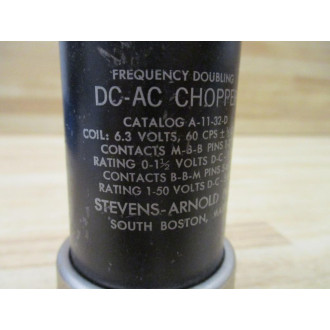 FREQUENCY DOUBLING
DC-AC CHOPPE
CATALOG A-11-32-D
COIL: 6.3 VOLTS, 60 CPS ±
CONTACTS M-B-B PINS
RATING 0-1½ VOLTS D-C
CONTACTS B-B-M PINS
RATING 1-50 VOLTS D-C
STEVENS-ARNOLD
SOUTH BOSTON,